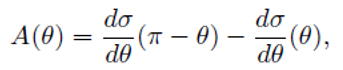 A(θ) = dσ/dθ (π − θ) − dσ/dθ (θ),